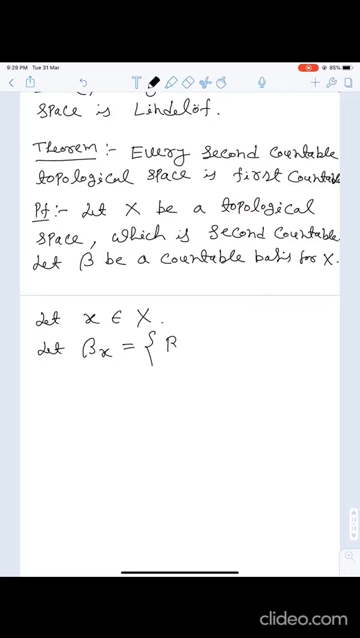 9:29 PM Tue 31 Mar
85%
space is Lindelöf.
Theorem :- Every second countable
topological space is first Countable
Pf :- Let X be a topological
space, which is second Countable.
Let β be a countable basis for X.
Let x ∈ X.
Let βx = { B
clideo.com